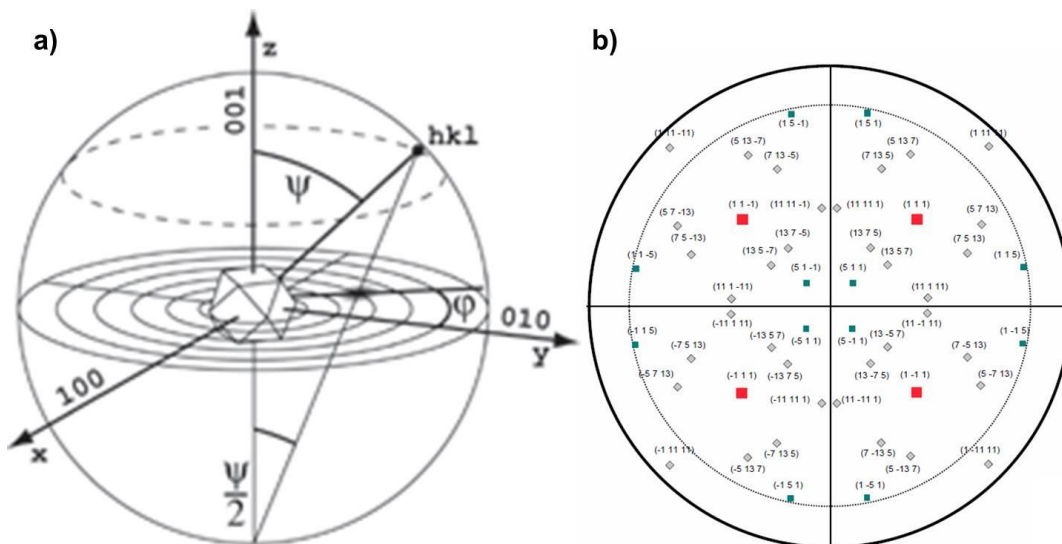 a)
z
001
hkl
ψ
φ
010
y
100
x
ψ
2
b)
(1 5 -1) (1 5 1)
(1 11 -11) (5 13 -7) (5 13 7) (1 11 11)
(7 13 -5) (7 13 5)
(1 1 -1) (11 11 -1) (11 11 1) (1 1 1)
(5 7 -13) (5 7 13)
(7 5 -13) (13 7 -6) (13 7 5) (7 5 13)
(1 1 -5) (13 5 -7) (13 5 7) (1 1 5)
(5 1 -1) (5 1 1)
(11 1 -11) (11 1 11)
(-11 1 11) (11 -1 11)
(-1 1 5) (-13 5 7) (-5 1 1) (5 -1 1) (13 -5 7) (1 -1 5)
(-7 5 13) (7 -5 13)
(-5 7 13) (-1 1 1) (-13 7 5) (13 -7 5) (1 -1 1) (5 -7 13)
(-11 11 1) (11 -11 1)
(-1 11 11) (-7 13 5) (7 -13 5) (1 -11 11)
(-5 13 7) (5 -13 7)
(-1 5 1) (1 -5 1)